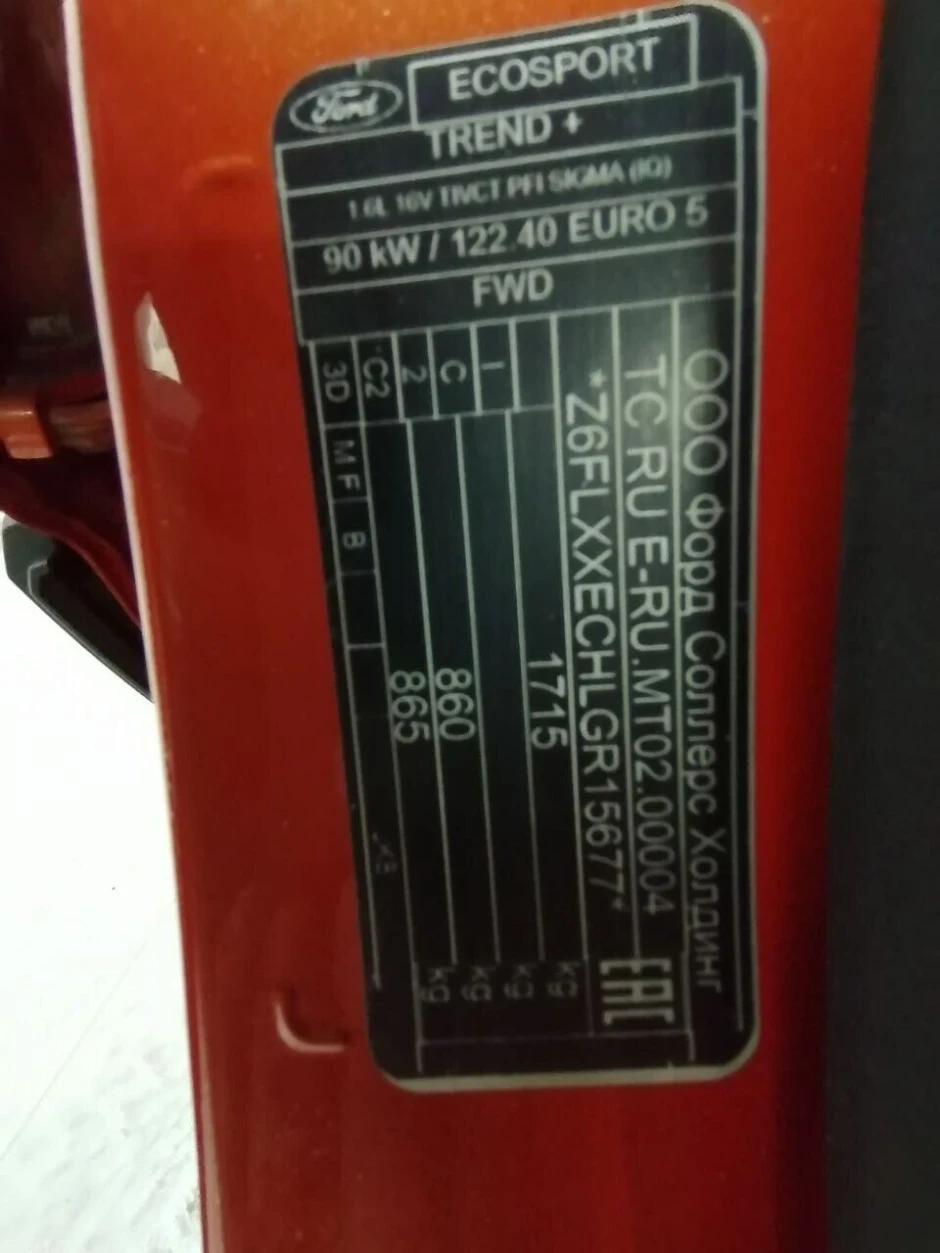 Ford
ECOSPORT
TREND +
1.6L 16V TIVCT PFI SIGMA (IQ)
90 kW / 122.40 EURO 5
FWD
ООО Форд Соллерс Холдинг
TC RU E-RU.MT02.00004
*Z6FLXXECHLGR15677*
EAC
1715 kg
kg
860 kg
865 kg
I
C
2
C2
3D M F B